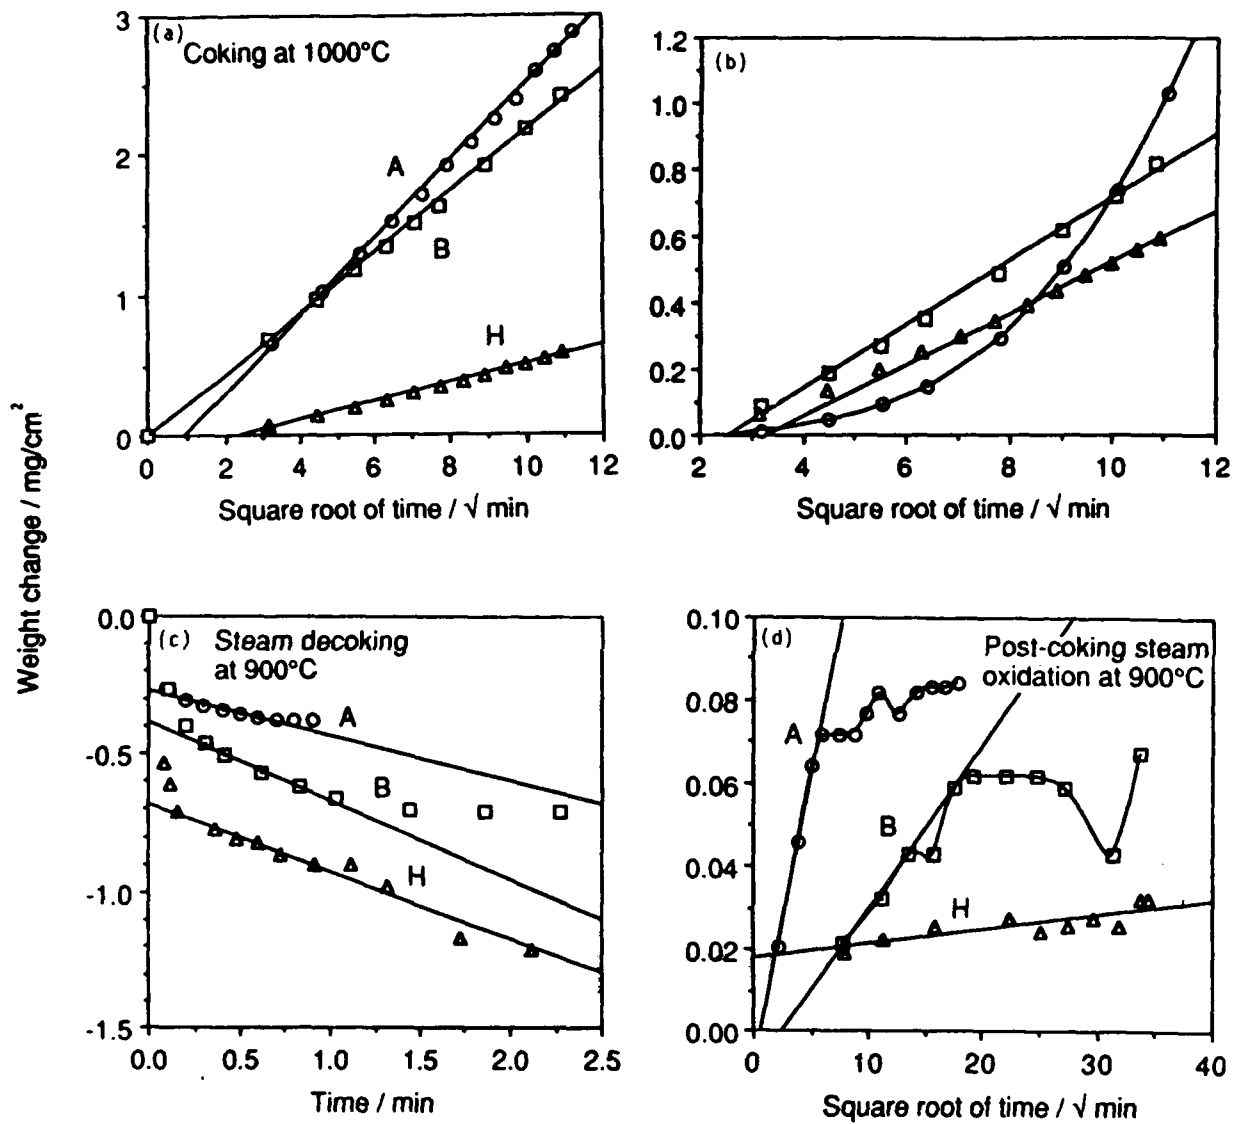 Weight change / mg/cm²
(a)
Coking at 1000°C
3
2
1
0
A
B
H
0 2 4 6 8 10 12
Square root of time / √ min
(b)
1.2
1.0
0.8
0.6
0.4
0.2
0.0
2 4 6 8 10 12
Square root of time / √ min
(c) Steam decoking
at 900°C
0.0
-0.5
-1.0
-1.5
A
B
H
0.0 0.5 1.0 1.5 2.0 2.5
Time / min
(d)
Post-coking steam
oxidation at 900°C
0.10
0.08
0.06
0.04
0.02
0.00
A
B
H
0 10 20 30 40
Square root of time / √ min